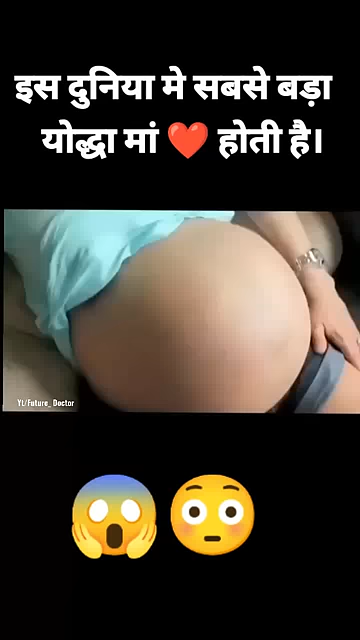 इस दुनिया मे सबसे बड़ा
योद्धा मां ❤️ होती है।
Yt/Future_Doctor